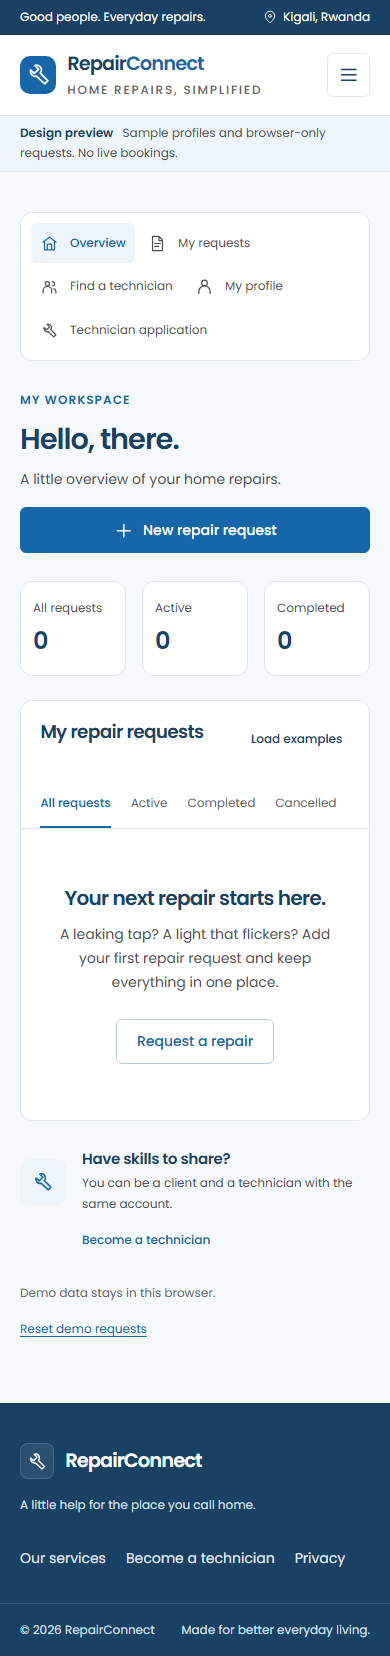 Good people. Everyday repairs.
Kigali, Rwanda
RepairConnect
HOME REPAIRS, SIMPLIFIED
Design preview Sample profiles and browser-only
requests. No live bookings.
Overview
My requests
Find a technician
My profile
Technician application
MY WORKSPACE
Hello, there.
A little overview of your home repairs.
New repair request
All requests
Active
Completed
0
0
0
My repair requests
Load examples
All requests
Active
Completed
Cancelled
Your next repair starts here.
A leaking tap? A light that flickers? Add
your first repair request and keep
everything in one place.
Request a repair
Have skills to share?
You can be a client and a technician with the
same account.
Become a technician
Demo data stays in this browser.
Reset demo requests
RepairConnect
A little help for the place you call home.
Our services
Become a technician
Privacy
© 2026 RepairConnect
Made for better everyday living.